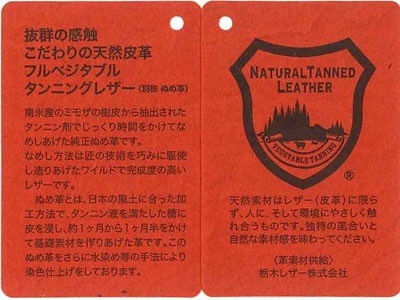 抜群の感触
こだわりの天然皮革
フルベジタブル
タンニングレザー（別称 ぬめ革）
南米産のミモザの樹皮から抽出された
タンニン剤でじっくり時間をかけてな
めしあげた純正ぬめ革です。
なめし方法は匠の技術を巧みに駆使
し造りあげたワイルドで完成度の高
いレザーです。
ぬめ革とは、日本の風土に合った加
工方法で、タンニン液を満たした槽に
皮を浸し、約1ヶ月から1ヶ月半をかけ
て基礎素材を作りあげた革です。この
ぬめ革をさらに水染め等の手法により
染色仕上げをしております。
NATURAL TANNED
LEATHER
VEGETABLE TANNING
®
天然素材はレザー（皮革）に限ら
ず、人に、そして環境にやさしく触
れ合うものです。独特の風合いと
自然な素材感を味わってください。
〈革素材供給〉
栃木レザー株式会社